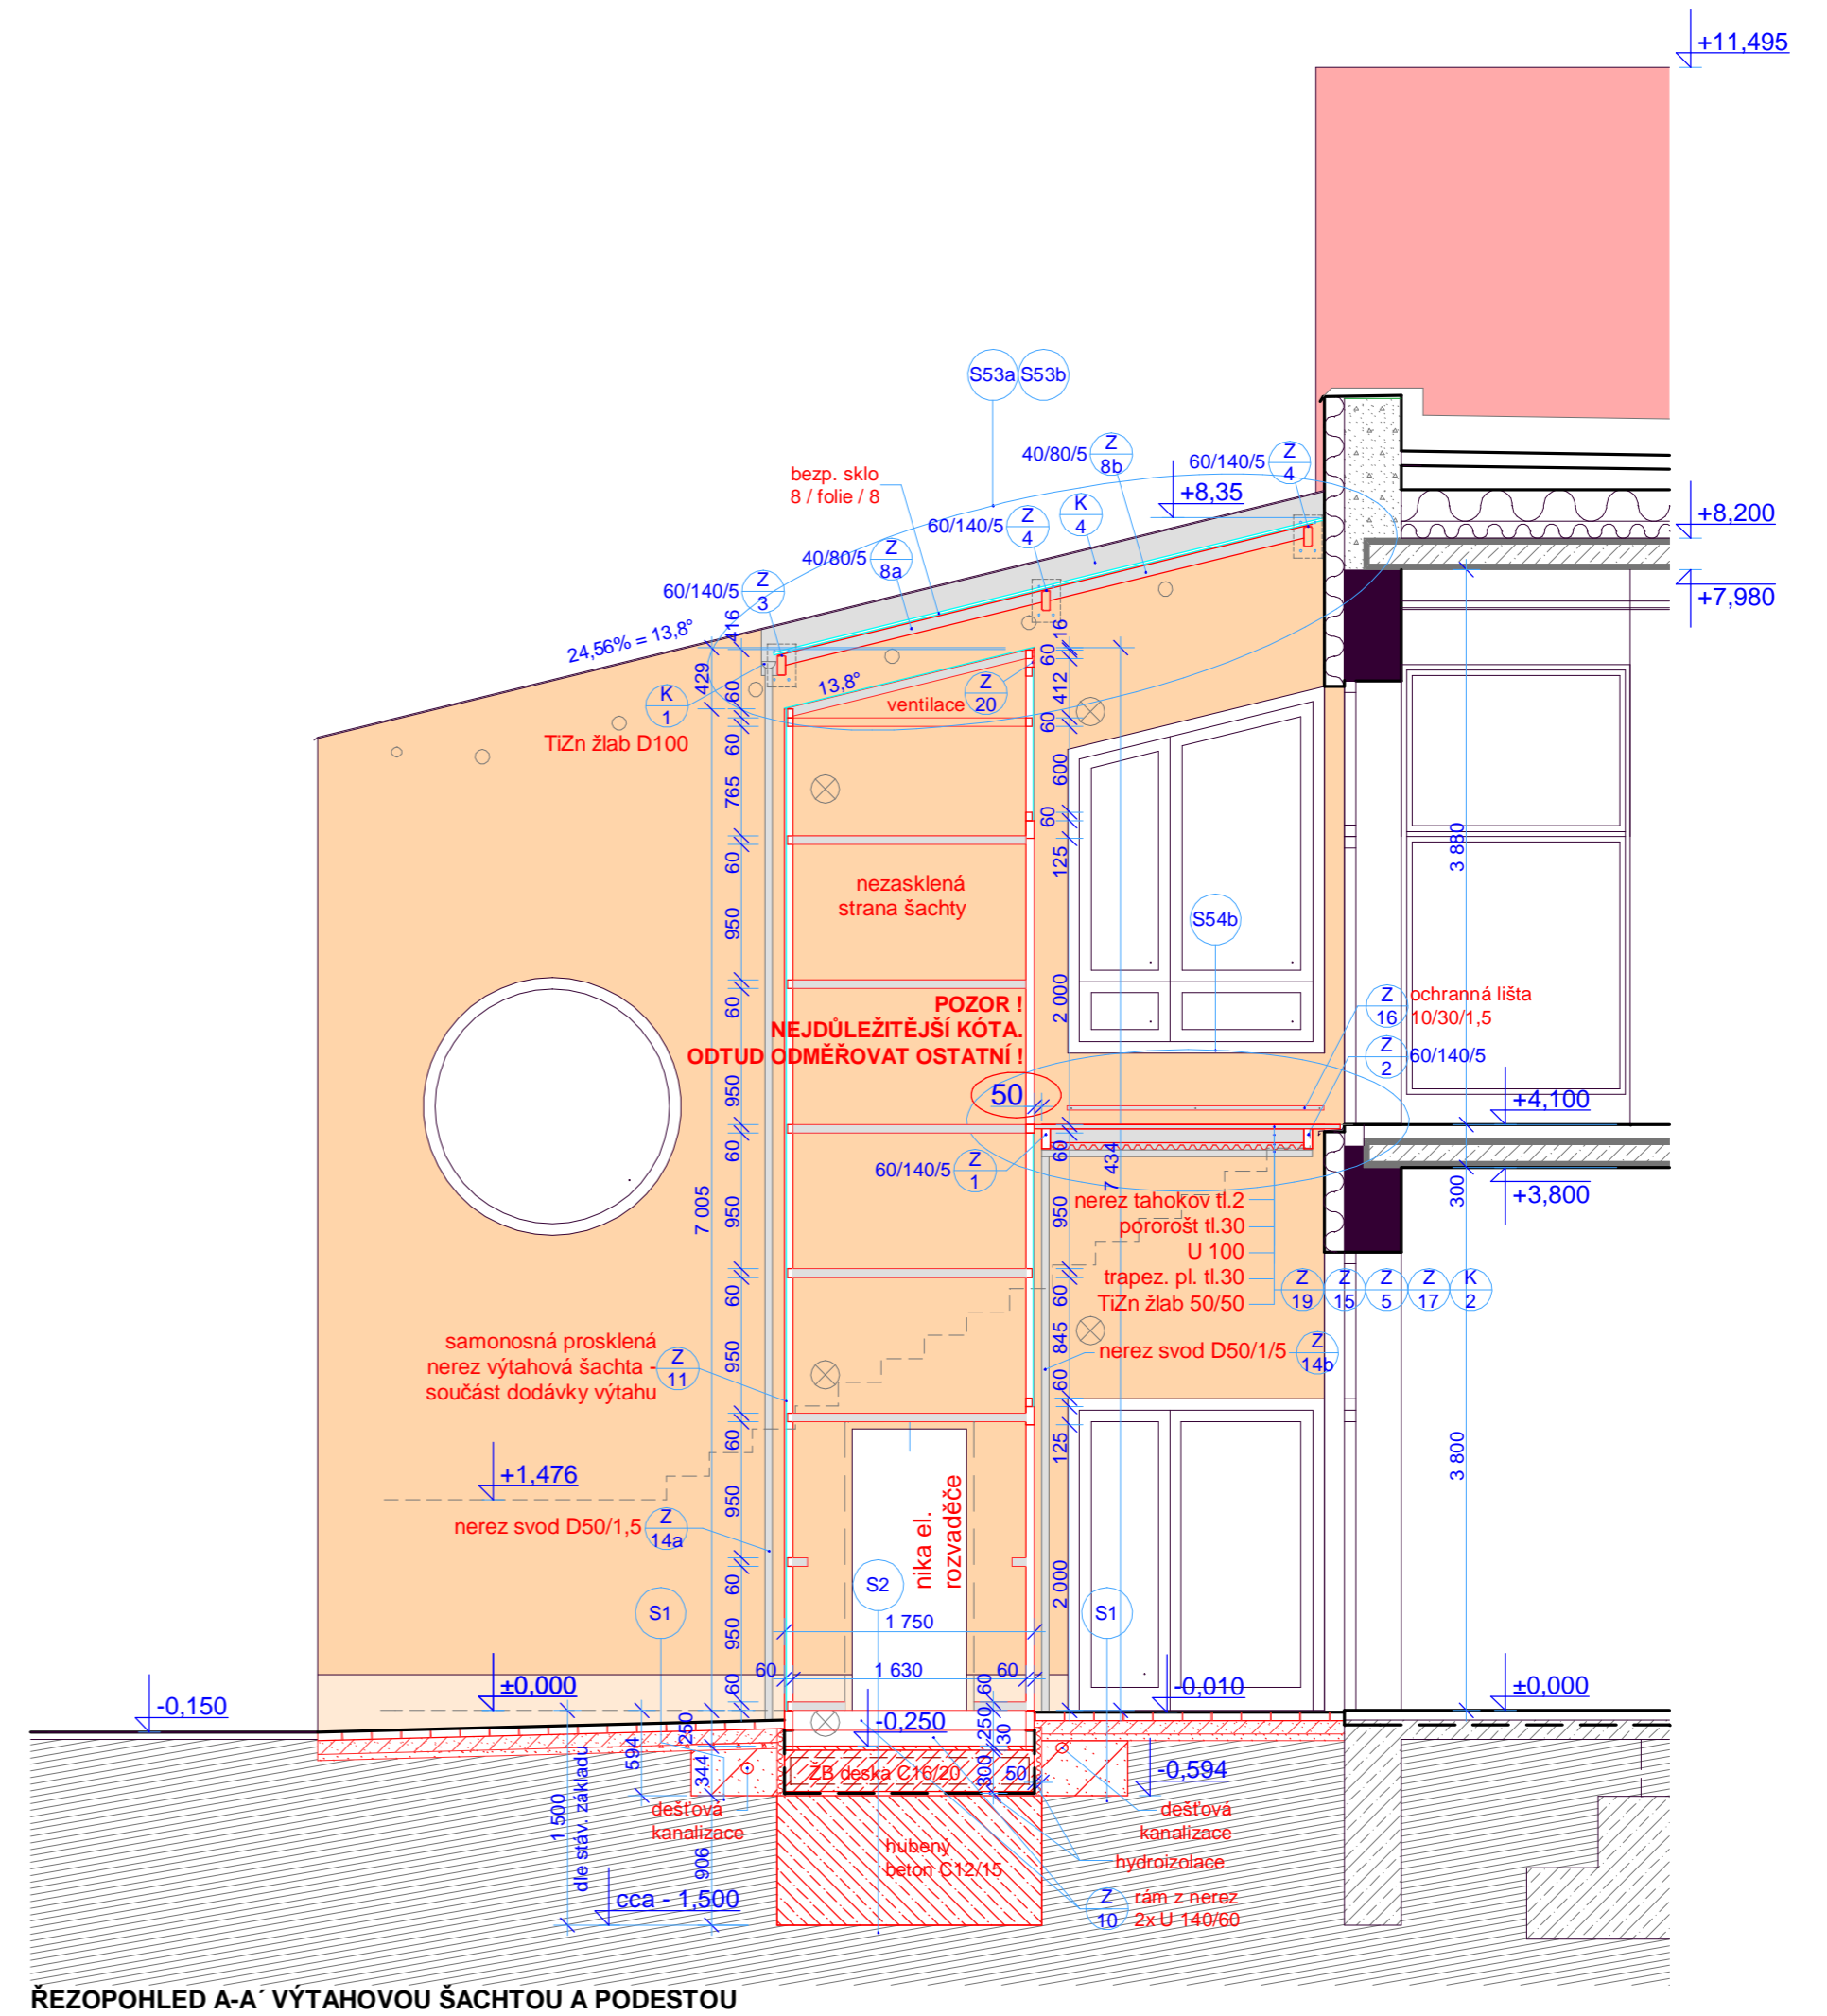 +11,495
S53a
S53b
40/80/5
Z
8b
60/140/5
Z
4
bezp. sklo
8 / folie / 8
+8,35
K
4
60/140/5
Z
4
+8,200
40/80/5
Z
8a
60/140/5
Z
3
+7,980
24,56% = 13,8°
416
16
60
429
60
412
13,8°
K
1
ventilace
Z
20
60
TiZn žlab D100
60
600
765
60
60
125
3 880
nezasklená
strana šachty
950
S54b
60
2 000
POZOR !
NEJDŮLEŽITĚJŠÍ KÓTA.
ODTUD ODMĚŘOVAT OSTATNÍ !
Z
16
ochranná lišta
10/30/1,5
Z
2
60/140/5
950
50
+4,100
60
60
60/140/5
Z
1
7 434
300
+3,800
7 005
950
950
nerez tahokov tl.2
pororošt tl.30
U 100
trapez. pl. tl.30
TiZn žlab 50/50
Z
19
Z
15
Z
5
Z
17
K
2
60
60
samonosná prosklená
nerez výtahová šachta -
součást dodávky výtahu
Z
11
950
845
nerez svod D50/1/5
Z
14b
60
60
125
3 800
+1,476
950
nerez svod D50/1,5
Z
14a
nika el.
rozvaděče
60
2 000
S1
S2
S1
950
1 750
60
60
1 630
60
60
±0,000
-0,010
±0,000
-0,150
250
-0,250
250
30
594
344
ŽB deska C16/20
300
50
-0,594
1 500
dle stáv. základu
dešťová
kanalizace
dešťová
kanalizace
906
hubený
beton C12/15
hydroizolace
cca - 1,500
Z
10
rám z nerez
2x U 140/60
ŘEZOPOHLED A-A´ VÝTAHOVOU ŠACHTOU A PODESTOU